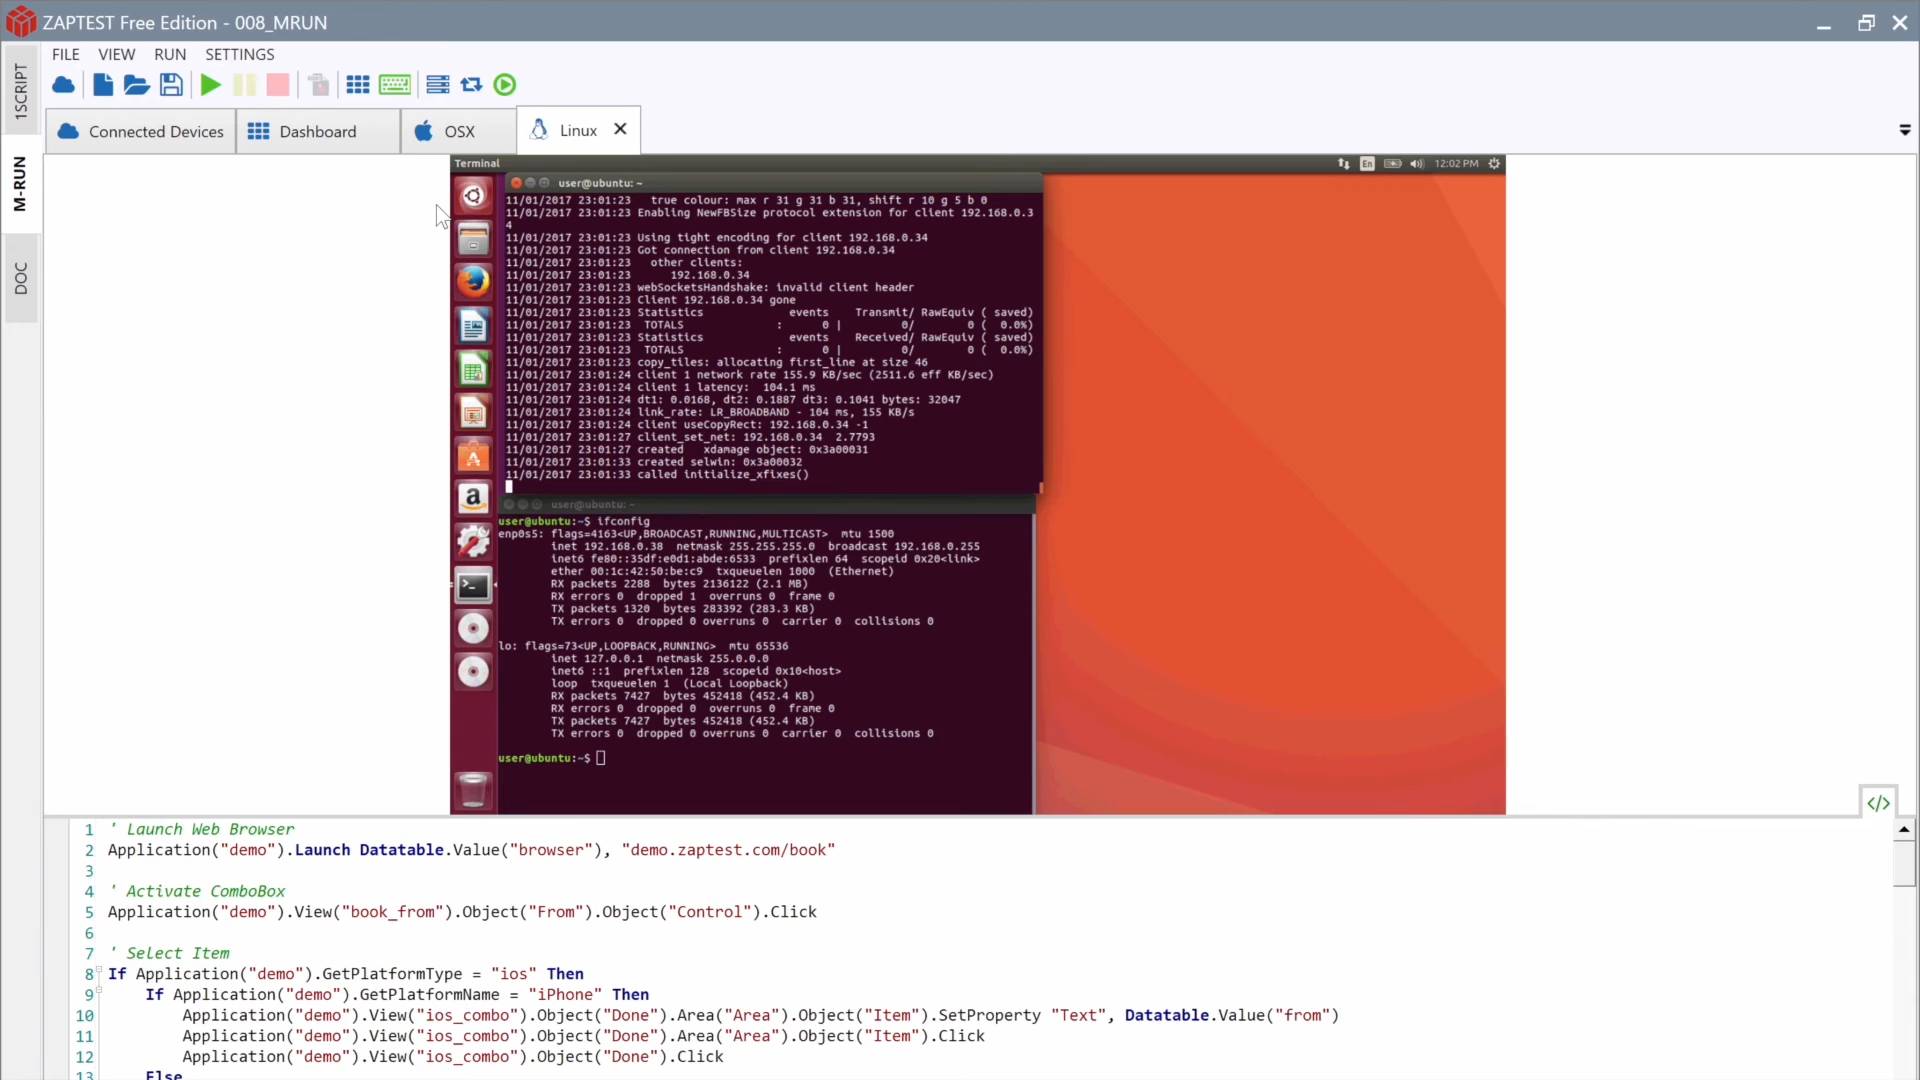 ZAPTEST Free Edition - 008_MRUN
FILE VIEW RUN SETTINGS
1SCRIPT
M-RUN
DOC
Connected Devices
Dashboard
OSX
Linux
Terminal
En
12:02 PM
user@ubuntu: ~
11/01/2017 23:01:23   true colour: max r 31 g 31 b 31, shift r 10 g 5 b 0
11/01/2017 23:01:23 Enabling NewFBSize protocol extension for client 192.168.0.3
4
11/01/2017 23:01:23 Using tight encoding for client 192.168.0.34
11/01/2017 23:01:23 Got connection from client 192.168.0.34
11/01/2017 23:01:23   other clients:
11/01/2017 23:01:23      192.168.0.34
11/01/2017 23:01:23 webSocketsHandshake: invalid client header
11/01/2017 23:01:23 Client 192.168.0.34 gone
11/01/2017 23:01:23 Statistics             events    Transmit/ RawEquiv ( saved)
11/01/2017 23:01:23  TOTALS              :      0 |         0/        0 (  0.0%)
11/01/2017 23:01:23 Statistics             events    Received/ RawEquiv ( saved)
11/01/2017 23:01:23  TOTALS              :      0 |         0/        0 (  0.0%)
11/01/2017 23:01:23 copy_tiles: allocating first_line at size 46
11/01/2017 23:01:24 client 1 network rate 155.9 KB/sec (2511.6 eff KB/sec)
11/01/2017 23:01:24 client 1 latency:  104.1 ms
11/01/2017 23:01:24 dt1: 0.0168, dt2: 0.1887 dt3: 0.1041 bytes: 32047
11/01/2017 23:01:24 link_rate: LR_BROADBAND - 104 ms, 155 KB/s
11/01/2017 23:01:24 client useCopyRect: 192.168.0.34 -1
11/01/2017 23:01:27 client_set_net: 192.168.0.34  2.7793
11/01/2017 23:01:27 created   xdamage object: 0x3a00031
11/01/2017 23:01:33 created selwin: 0x3a00032
11/01/2017 23:01:33 called initialize_xfixes()
user@ubuntu: ~
user@ubuntu:~$ ifconfig
enp0s5: flags=4163<UP,BROADCAST,RUNNING,MULTICAST>  mtu 1500
        inet 192.168.0.38  netmask 255.255.255.0  broadcast 192.168.0.255
        inet6 fe80::35df:e0d1:abde:6533  prefixlen 64  scopeid 0x20<link>
        ether 00:1c:42:50:be:c9  txqueuelen 1000  (Ethernet)
        RX packets 2288  bytes 2136122 (2.1 MB)
        RX errors 0  dropped 1  overruns 0  frame 0
        TX packets 1320  bytes 283392 (283.3 KB)
        TX errors 0  dropped 0 overruns 0  carrier 0  collisions 0
lo: flags=73<UP,LOOPBACK,RUNNING>  mtu 65536
        inet 127.0.0.1  netmask 255.0.0.0
        inet6 ::1  prefixlen 128  scopeid 0x10<host>
        loop  txqueuelen 1  (Local Loopback)
        RX packets 7427  bytes 452418 (452.4 KB)
        RX errors 0  dropped 0  overruns 0  frame 0
        TX packets 7427  bytes 452418 (452.4 KB)
        TX errors 0  dropped 0 overruns 0  carrier 0  collisions 0
user@ubuntu:~$
</>
1 ' Launch Web Browser
2 Application("demo").Launch Datatable.Value("browser"), "demo.zaptest.com/book"
3
4 ' Activate ComboBox
5 Application("demo").View("book_from").Object("From").Object("Control").Click
6
7 ' Select Item
8 If Application("demo").GetPlatformType = "ios" Then
9     If Application("demo").GetPlatformName = "iPhone" Then
10         Application("demo").View("ios_combo").Object("Done").Area("Area").Object("Item").SetProperty "Text", Datatable.Value("from")
11         Application("demo").View("ios_combo").Object("Done").Area("Area").Object("Item").Click
12         Application("demo").View("ios_combo").Object("Done").Click
13     Else